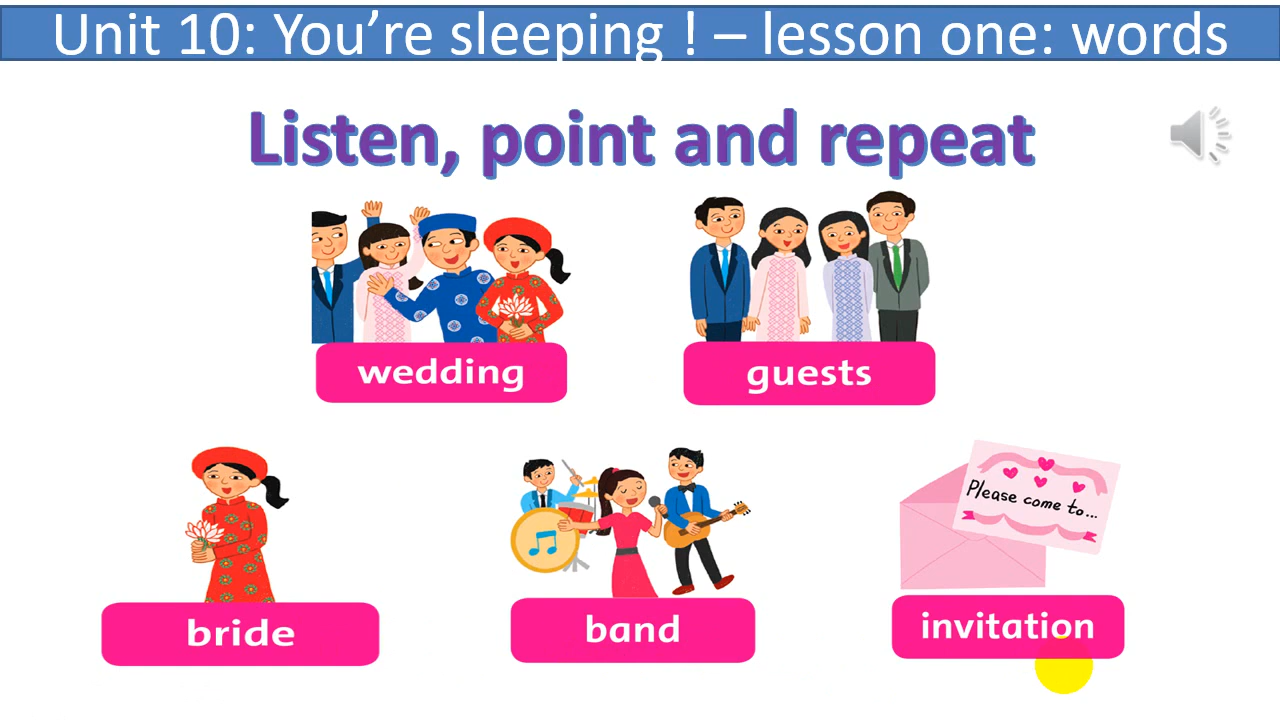 Unit 10: You’re sleeping ! – lesson one: words
Listen, point and repeat
wedding
guests
Please come to...
bride
band
invitation